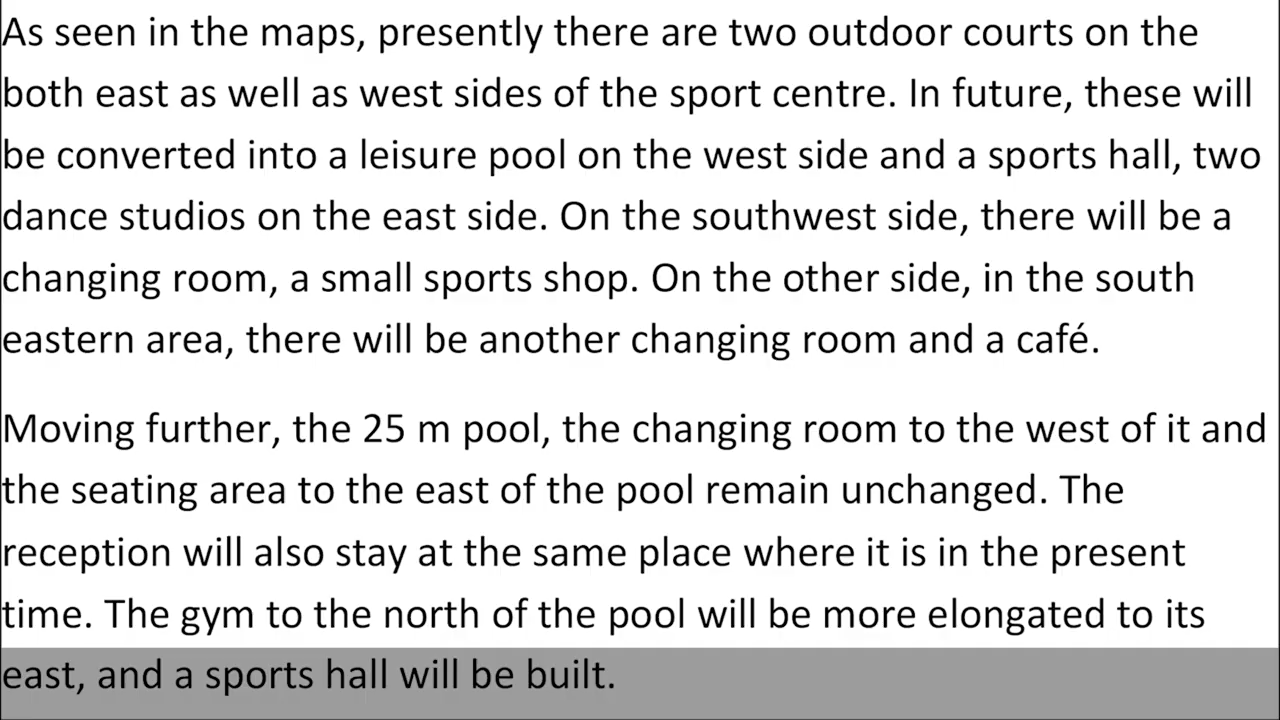 As seen in the maps, presently there are two outdoor courts on the
both east as well as west sides of the sport centre. In future, these will
be converted into a leisure pool on the west side and a sports hall, two
dance studios on the east side. On the southwest side, there will be a
changing room, a small sports shop. On the other side, in the south
eastern area, there will be another changing room and a café.
Moving further, the 25 m pool, the changing room to the west of it and
the seating area to the east of the pool remain unchanged. The
reception will also stay at the same place where it is in the present
time. The gym to the north of the pool will be more elongated to its
east, and a sports hall will be built.